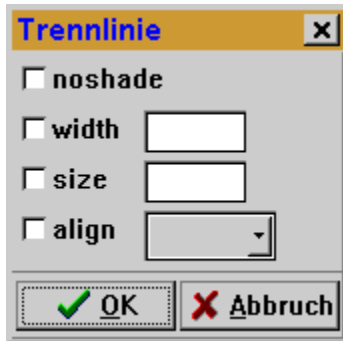 Trennlinie
noshade
width
size
align
OK Abbruch